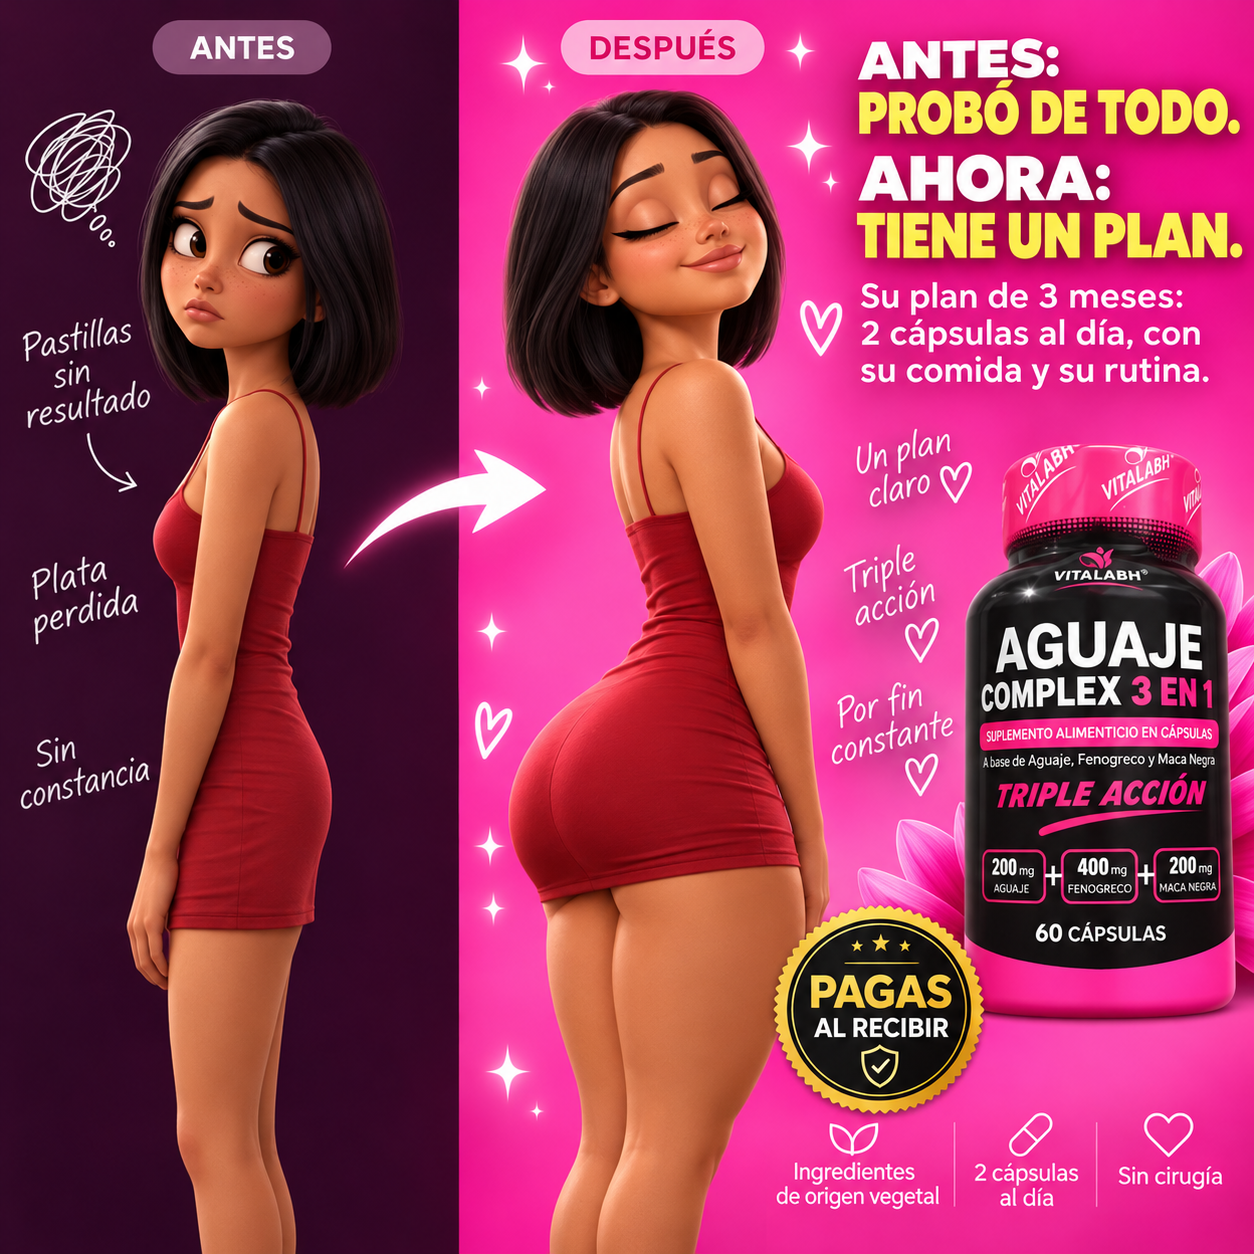 ANTES
DESPUÉS
ANTES:
PROBÓ DE TODO.
AHORA:
TIENE UN PLAN.
Su plan de 3 meses:
2 cápsulas al día, con
su comida y su rutina.
Pastillas
sin
resultado
Plata
perdida
Sin
constancia
Un plan
claro
Triple
acción
Por fin
constante
VITALABH
VITALABH
VITALABH®
AGUAJE
COMPLEX 3 EN 1
SUPLEMENTO ALIMENTICIO EN CÁPSULAS
A base de Aguaje, Fenogreco y Maca Negra
TRIPLE ACCIÓN
200 mg AGUAJE + 400 mg FENOGRECO + 200 mg MACA NEGRA
60 CÁPSULAS
PAGAS
AL RECIBIR
Ingredientes
de origen vegetal
2 cápsulas
al día
Sin cirugía